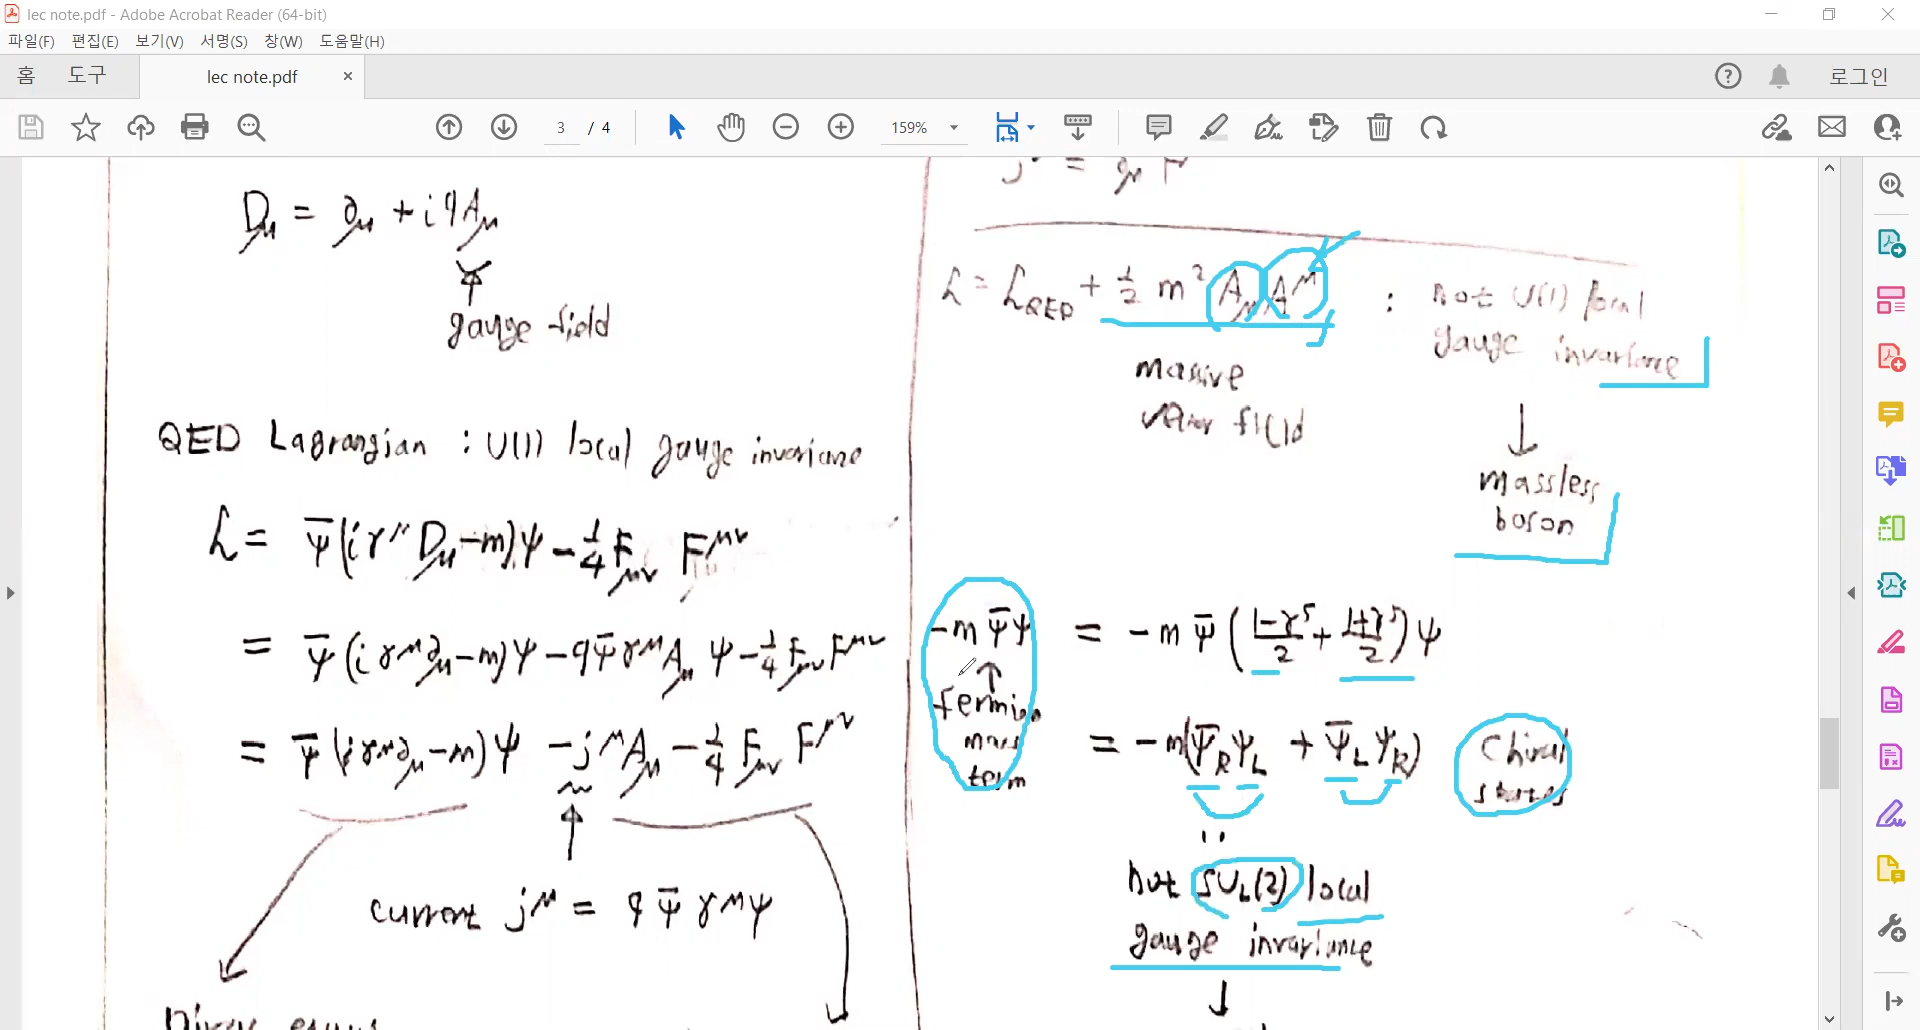 lec note.pdf - Adobe Acrobat Reader (64-bit)
파일(F) 편집(E) 보기(V) 서명(S) 창(W) 도움말(H)
홈 도구 lec note.pdf × 로그인
3 / 4 159%
D_μ = ∂_μ + i q A_μ
gauge field
QED Lagrangian : U(1) local gauge invariance
ℒ = ψ̄(iγ^μ D_μ - m)ψ - 1/4 F_μν F^μν
= ψ̄(iγ^μ ∂_μ - m)ψ - qψ̄γ^μ A_μ ψ - 1/4 F_μν F^μν
= ψ̄(iγ^μ ∂_μ - m)ψ - j^μ A_μ - 1/4 F_μν F^μν
current j^μ = q ψ̄ γ^μ ψ
ℒ = ℒ_QED + 1/2 m² A_μ A^μ : not U(1) local
gauge invariance
massive
vector field
massless
boson
-m ψ̄ψ = -m ψ̄ ( (1-γ⁵)/2 + (1+γ⁵)/2 ) ψ
fermion
mass
term
= -m(ψ̄_R ψ_L + ψ̄_L ψ_R)
Chiral
states
not SU_L(2) local
gauge invariance